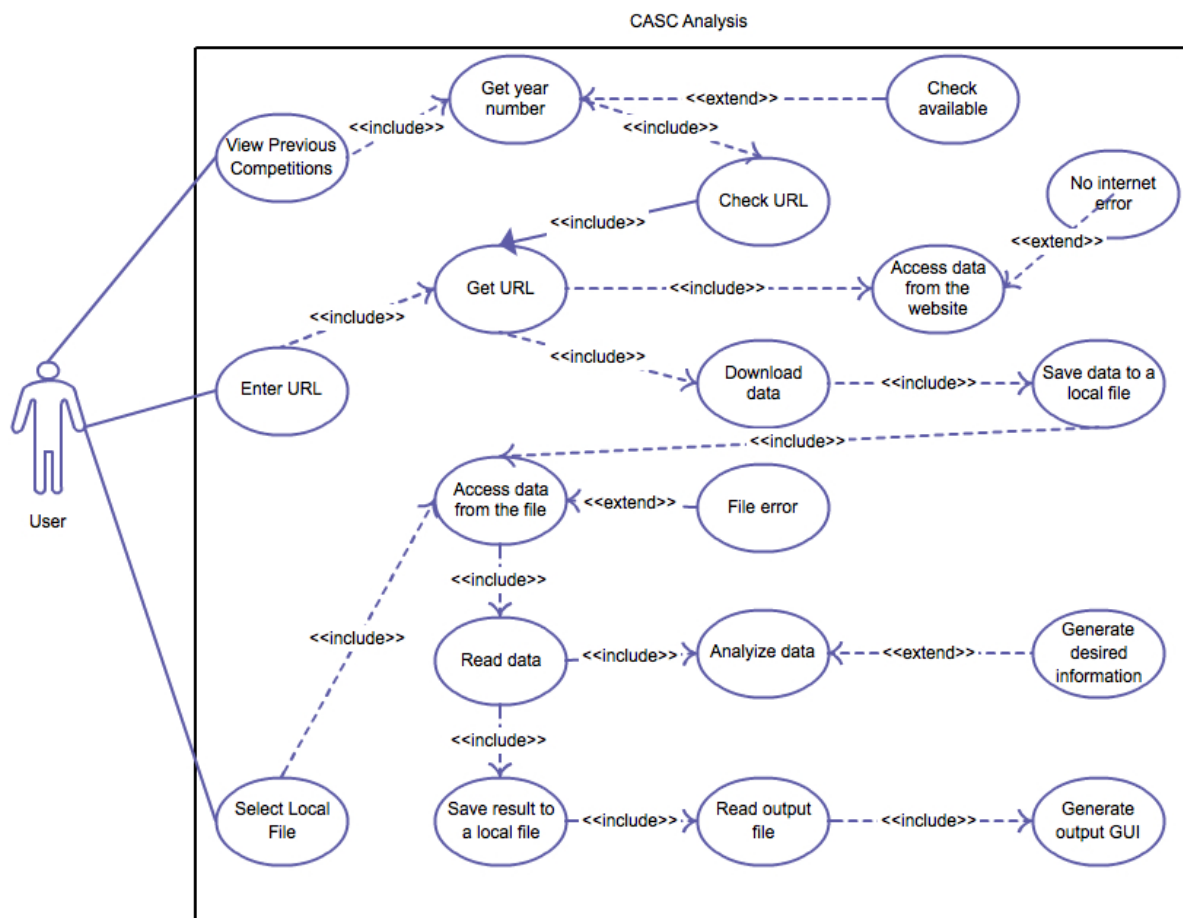 CASC Analysis
Get year
number
<<extend>>
Check
available
<<include>>
<<include>>
View Previous
Competitions
Check URL
No internet
error
<<include>>
<<extend>>
Get URL
<<include>>
Access data
from the
website
<<include>>
<<include>>
Enter URL
Download
data
<<include>>
Save data to a
local file
<<include>>
Access data
from the file
<<extend>>
File error
User
<<include>>
<<include>>
Read data
<<include>>
Analyize data
<<extend>>
Generate
desired
information
<<include>>
Select Local
File
Save result to
a local file
<<include>>
Read output
file
<<include>>
Generate
output GUI